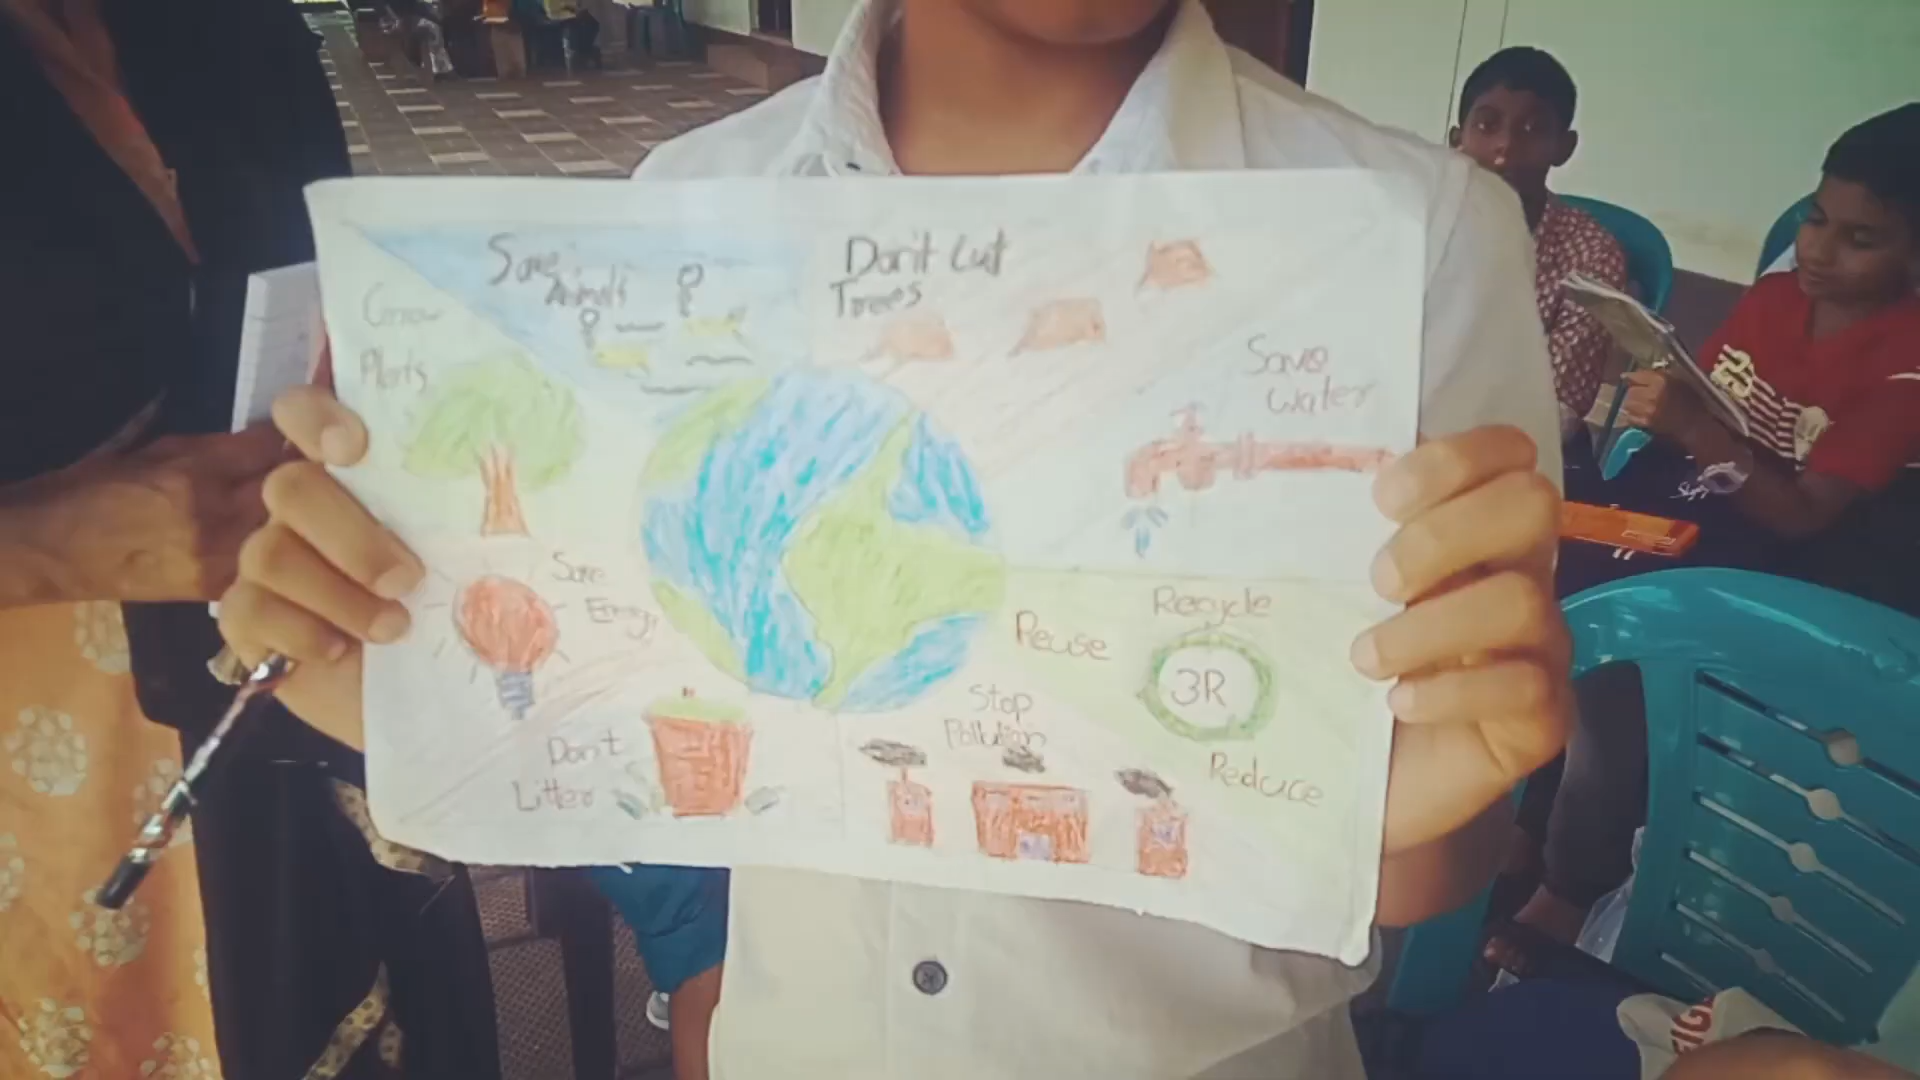 Save
Animals
Don't Cut
Trees
Grow
Plants
Save
Water
Save
Energy
Recycle
Reuse
3R
Reduce
Stop
Pollution
Don't
Litter